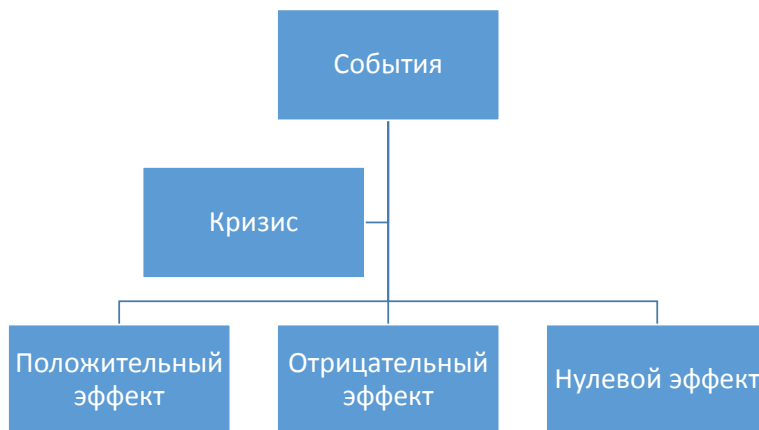 События
Кризис
Положительный
эффект
Отрицательный
эффект
Нулевой эффект